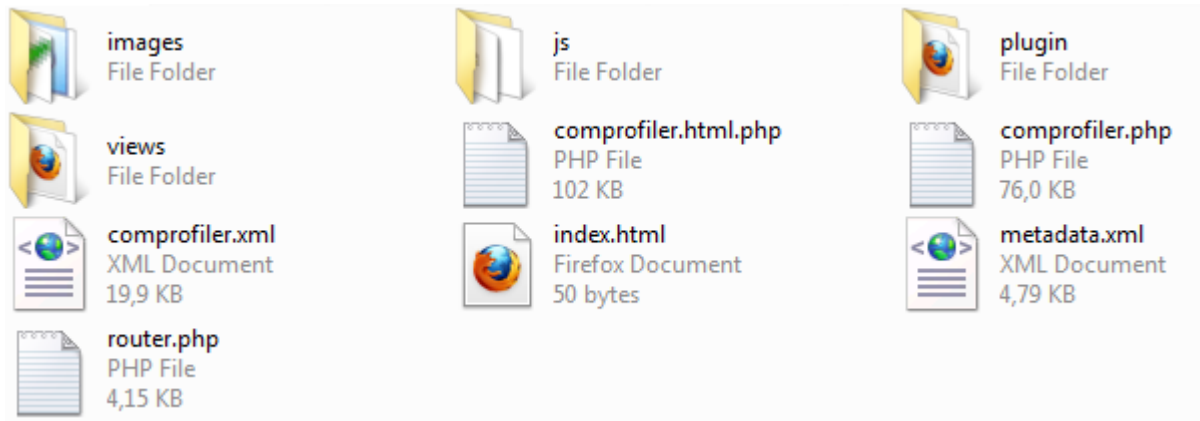 images
File Folder
js
File Folder
plugin
File Folder
views
File Folder
comprofiler.html.php
PHP File
102 KB
comprofiler.php
PHP File
76,0 KB
comprofiler.xml
XML Document
19,9 KB
index.html
Firefox Document
50 bytes
metadata.xml
XML Document
4,79 KB
router.php
PHP File
4,15 KB